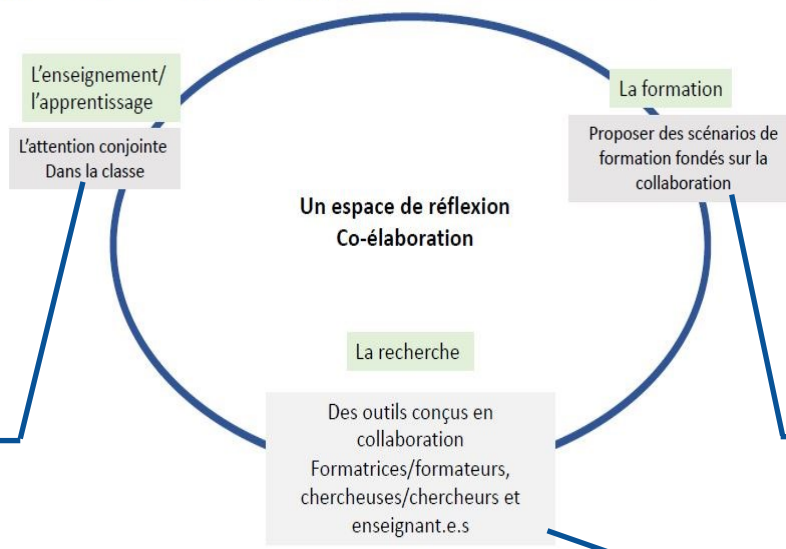 L'enseignement/
l'apprentissage
L'attention conjointe
Dans la classe
La formation
Proposer des scénarios de
formation fondés sur la
collaboration
Un espace de réflexion
Co-élaboration
La recherche
Des outils conçus en
collaboration
Formatrices/formateurs,
chercheuses/chercheurs et
enseignant.e.s